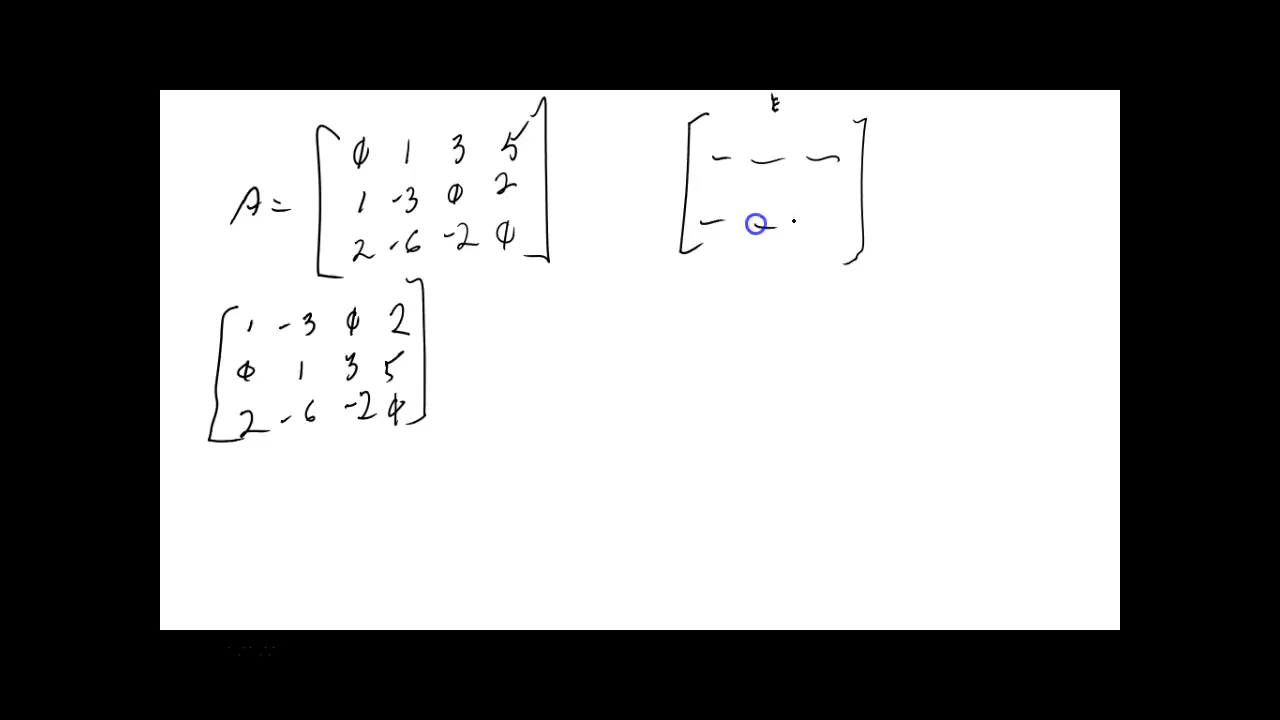 A = [ 0 1 3 5
1 -3 0 2
2 -6 -2 0 ]
[ 1 -3 0 2
0 1 3 5
2 -6 -2 0 ]
[ - - -
- - · ]